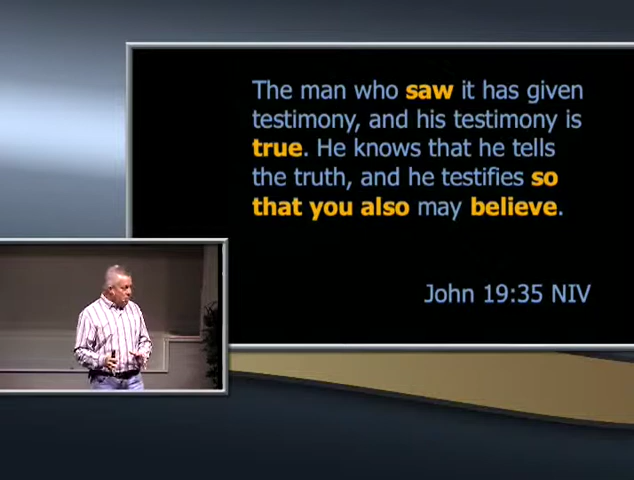 The man who saw it has given
testimony, and his testimony is
true. He knows that he tells
the truth, and he testifies so
that you also may believe.
John 19:35 NIV